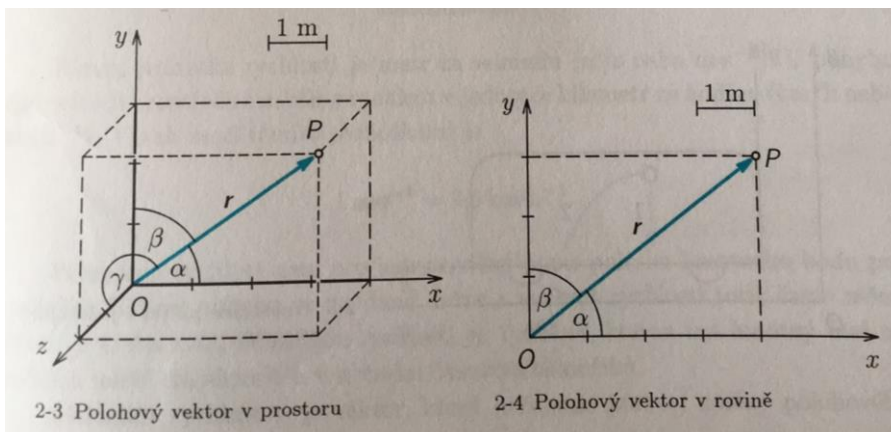 1 m
y
P
r
β
γ
α
O
x
z
2-3 Polohový vektor v prostoru
1 m
y
P
r
β
α
O
x
2-4 Polohový vektor v rovině